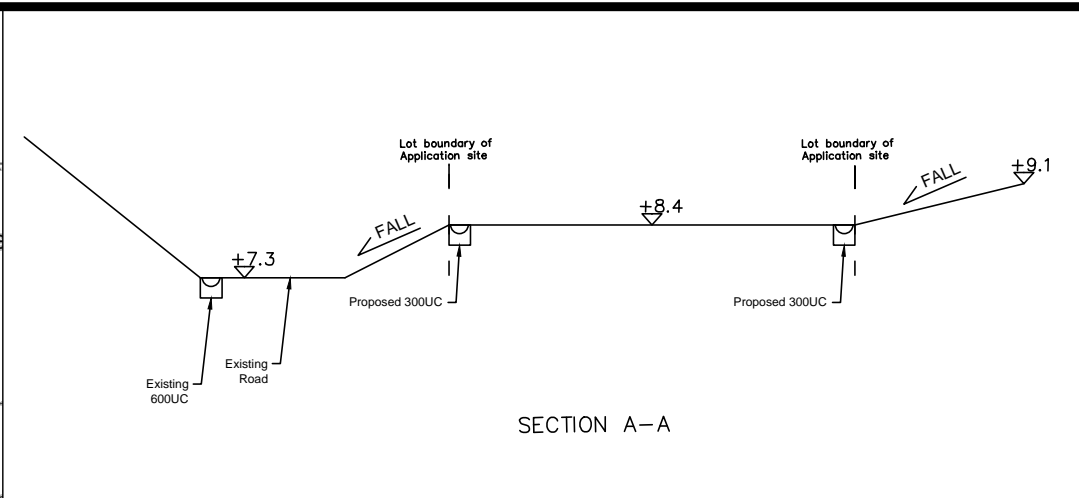 Lot boundary of
Application site
Lot boundary of
Application site
FALL
+9.1
+8.4
FALL
+7.3
Proposed 300UC
Proposed 300UC
Existing
Road
Existing
600UC
SECTION A-A